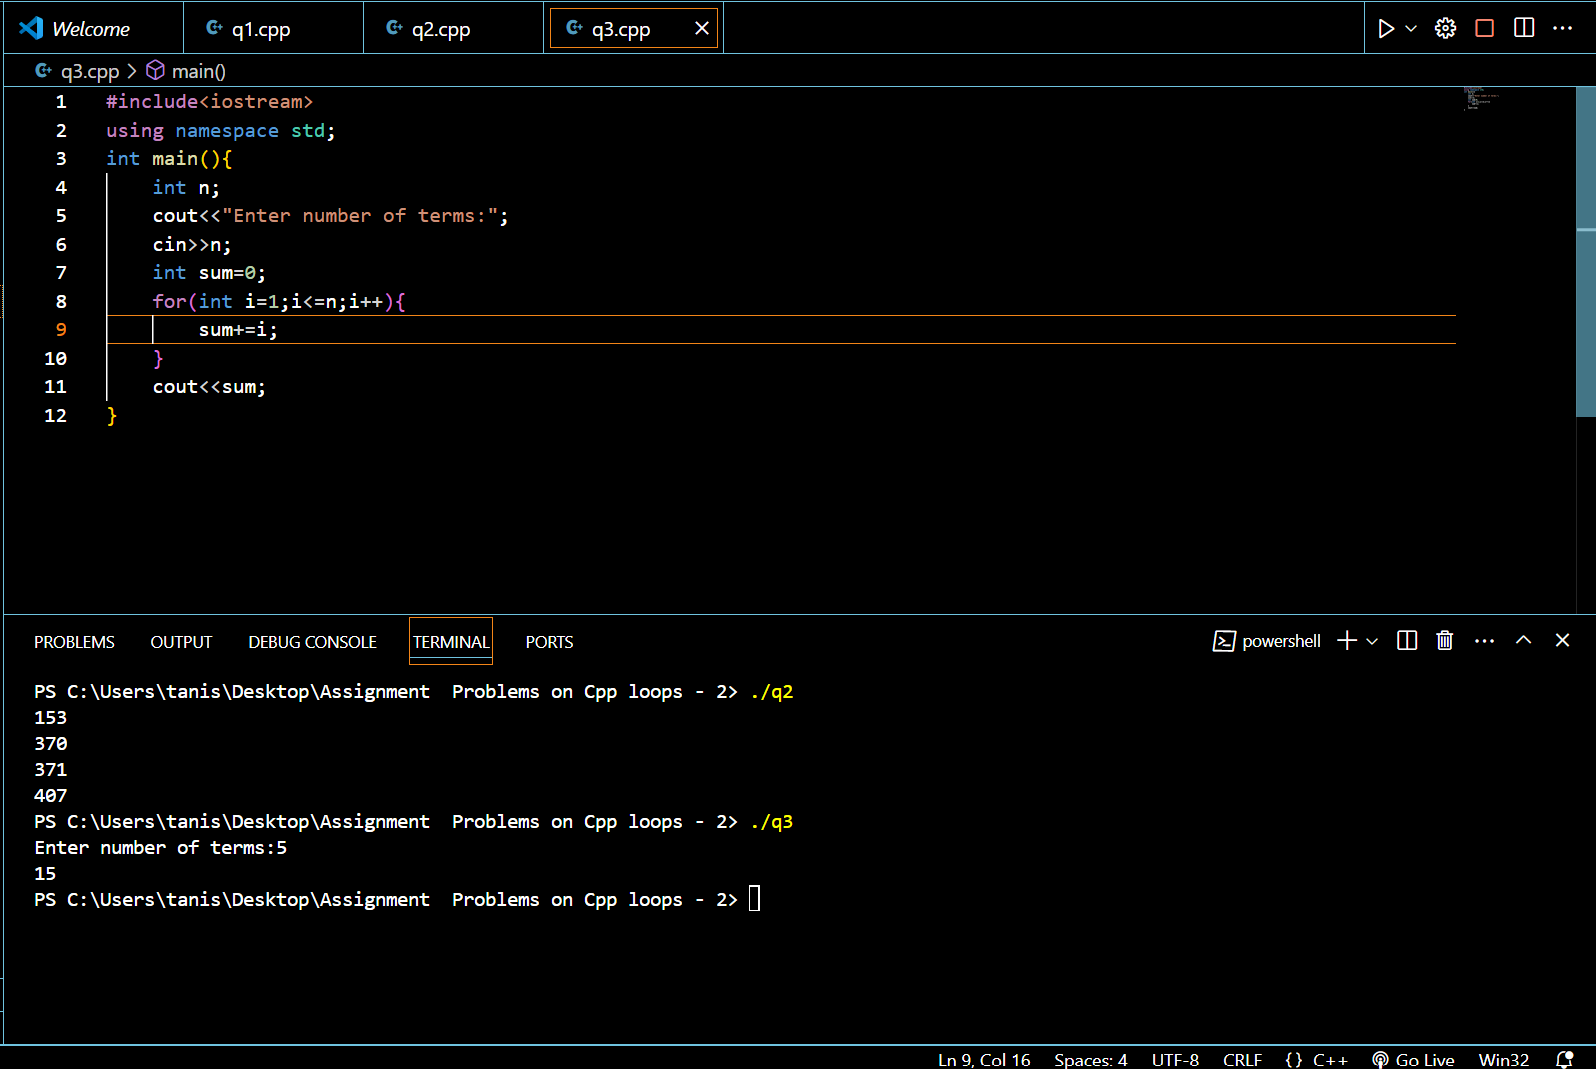 Welcome q1.cpp q2.cpp q3.cpp
q3.cpp > main()
1 #include<iostream>
2 using namespace std;
3 int main(){
4     int n;
5     cout<<"Enter number of terms:";
6     cin>>n;
7     int sum=0;
8     for(int i=1;i<=n;i++){
9         sum+=i;
10     }
11     cout<<sum;
12 }
PROBLEMS OUTPUT DEBUG CONSOLE TERMINAL PORTS powershell
PS C:\Users\tanis\Desktop\Assignment  Problems on Cpp loops - 2> ./q2
153
370
371
407
PS C:\Users\tanis\Desktop\Assignment  Problems on Cpp loops - 2> ./q3
Enter number of terms:5
15
PS C:\Users\tanis\Desktop\Assignment  Problems on Cpp loops - 2>
Ln 9, Col 16 Spaces: 4 UTF-8 CRLF {} C++ Go Live Win32